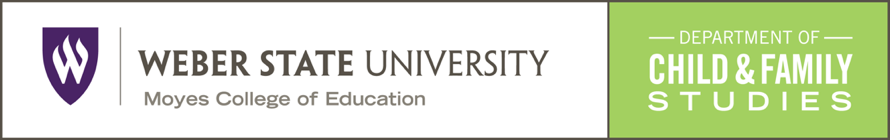 W
WEBER STATE UNIVERSITY
Moyes College of Education
DEPARTMENT OF
CHILD & FAMILY
STUDIES